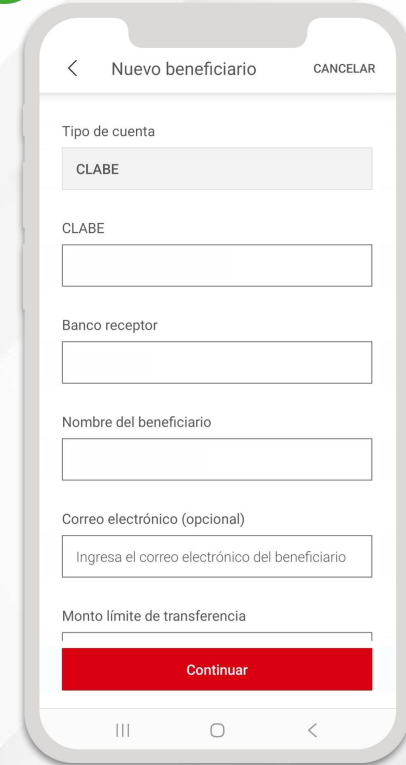 Nuevo beneficiario CANCELAR
Tipo de cuenta
CLABE
CLABE
Banco receptor
Nombre del beneficiario
Correo electrónico (opcional)
Ingresa el correo electrónico del beneficiario
Monto límite de transferencia
Continuar